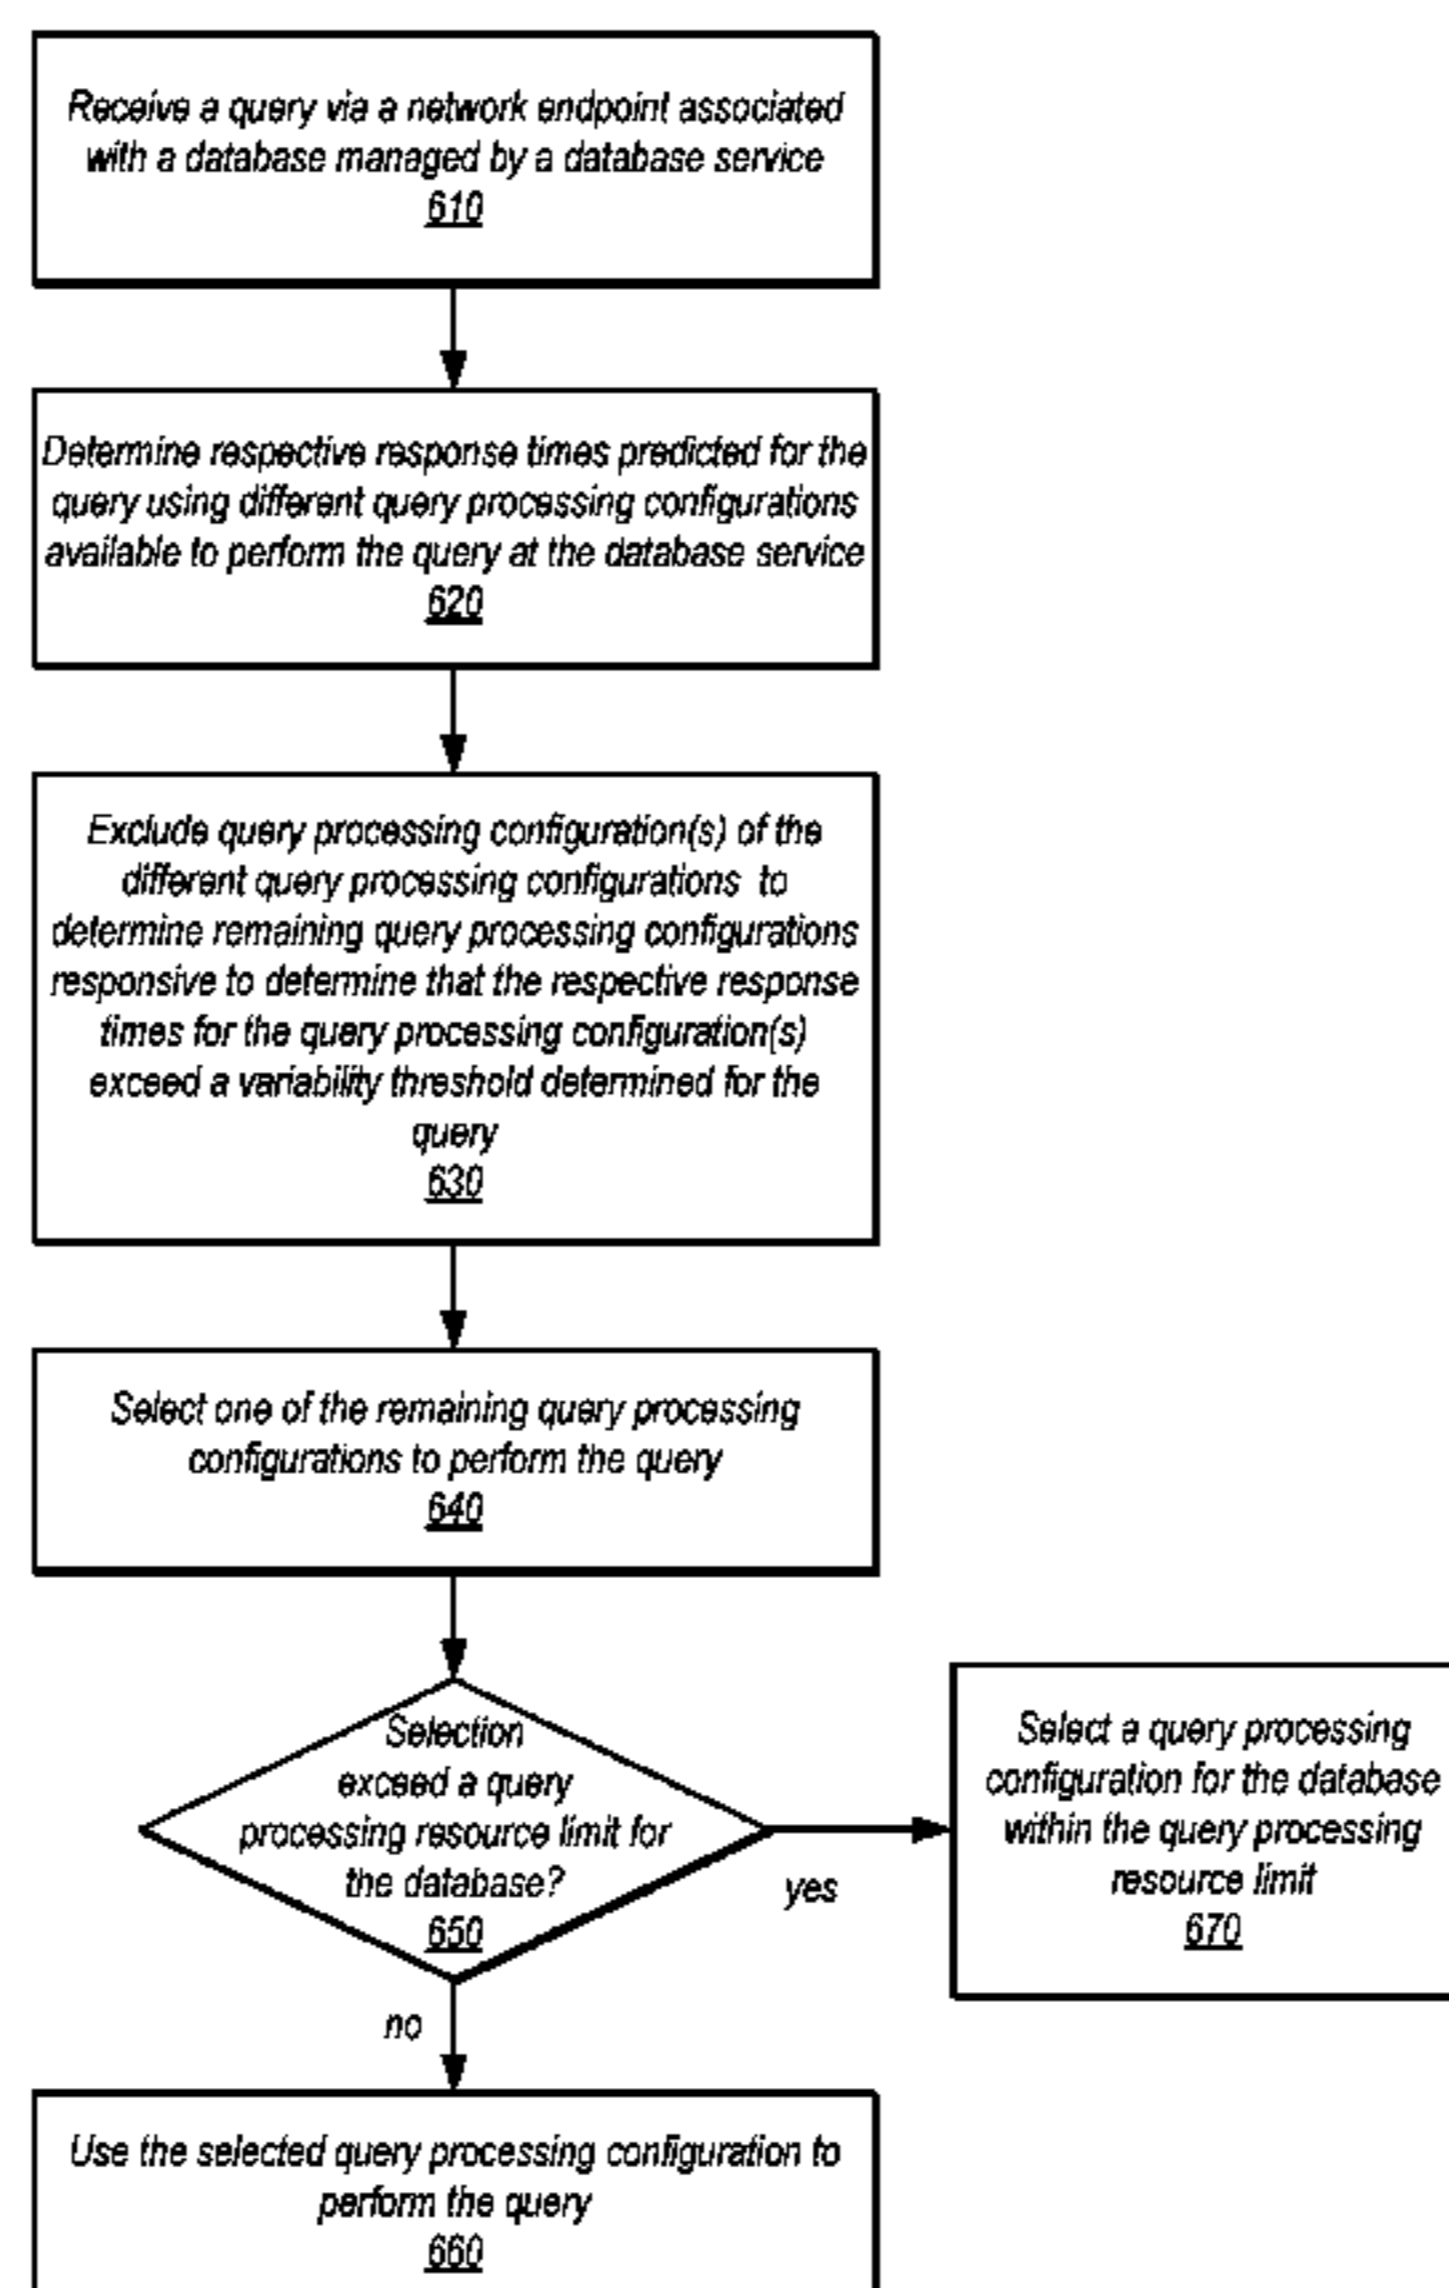 Receive a query via a network endpoint associated
with a database managed by a database service
610
Determine respective response times predicted for the
query using different query processing configurations
available to perform the query at the database service
620
Exclude query processing configuration(s) of the
different query processing configurations to
determine remaining query processing configurations
responsive to determine that the respective response
times for the query processing configuration(s)
exceed a variability threshold determined for the
query
630
Select one of the remaining query processing
configurations to perform the query
640
Selection
exceed a query
processing resource limit for
the database?
650
yes
Select a query processing
configuration for the database
within the query processing
resource limit
670
no
Use the selected query processing configuration to
perform the query
660